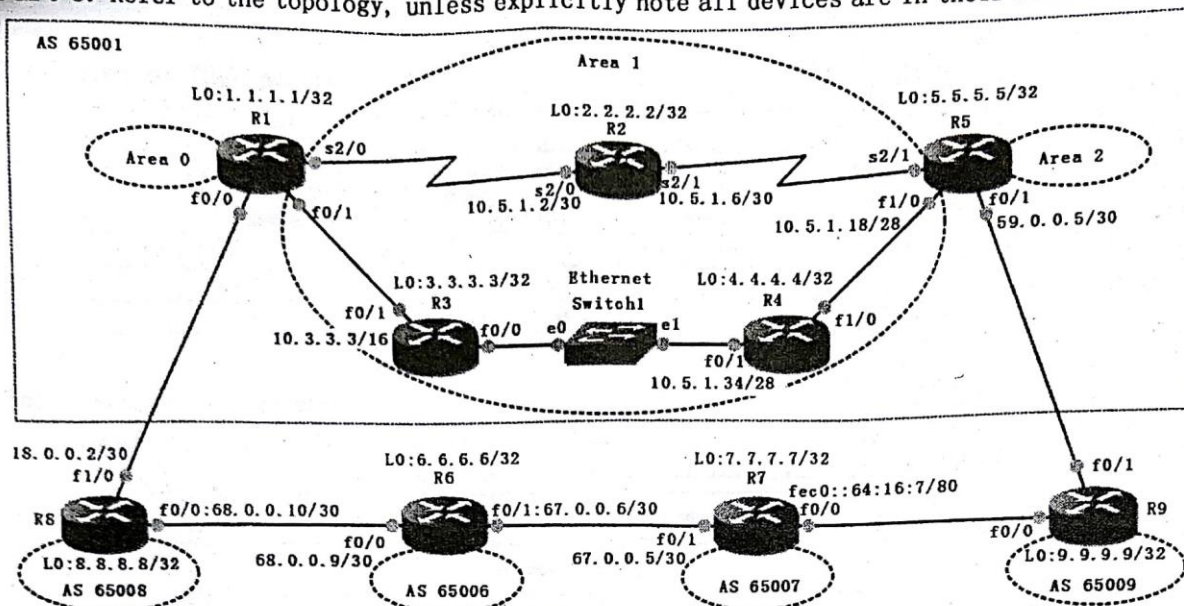 Refer to the topology, unless explicitly note all devices are in
AS 65001
Area 1
L0:1.1.1.1/32
R1
L0:2.2.2.2/32
R2
L0:5.5.5.5/32
R5
Area 0
s2/0
s2/1
Area 2
f0/0
f0/1
s2/0
10.5.1.2/30
s2/1
10.5.1.6/30
f1/0
10.5.1.18/28
f0/1
59.0.0.5/30
L0:3.3.3.3/32
R3
Ethernet
Switch1
L0:4.4.4.4/32
R4
f0/1
10.3.3.3/16
f0/0
e0
e1
f1/0
f0/1
10.5.1.34/28
18.0.0.2/30
f1/0
L0:6.6.6.6/32
R6
L0:7.7.7.7/32
R7
f0/1
R8
f0/0:68.0.0.10/30
f0/1:67.0.0.6/30
fec0::64:16:7/80
f0/0
R9
f0/0
68.0.0.9/30
f0/1
67.0.0.5/30
f0/0
L0:8.8.8.8/32
AS 65008
AS 65006
AS 65007
L0:9.9.9.9/32
AS 65009